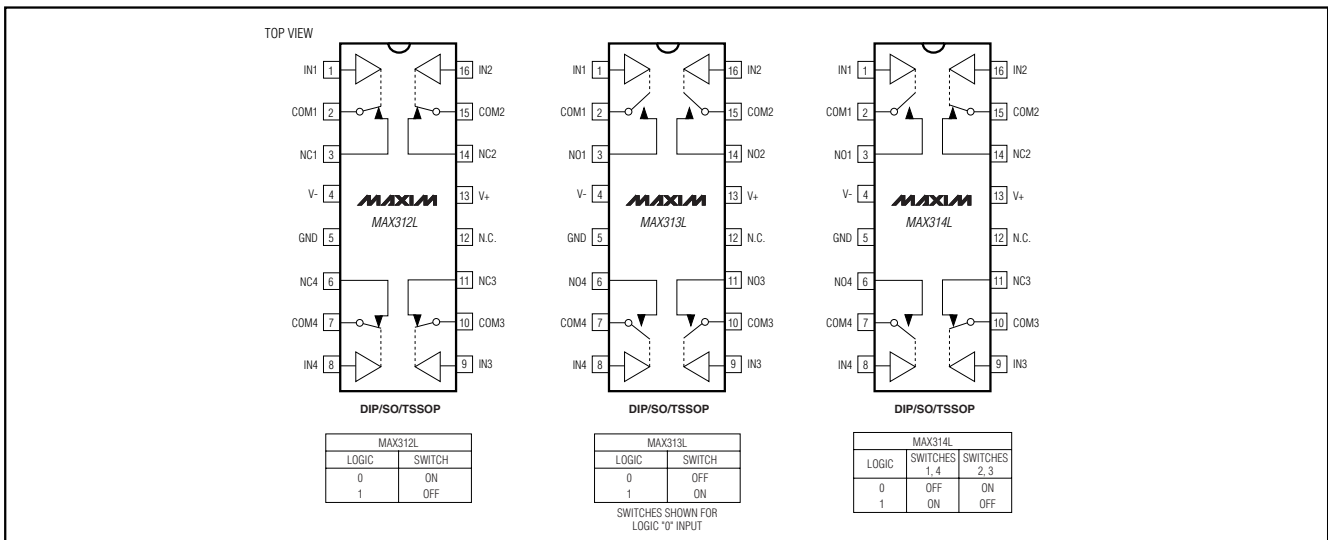 TOP VIEW
IN1 1 16 IN2
COM1 2 15 COM2
NC1 3 14 NC2
V- 4 13 V+
MAXIM
MAX312L
GND 5 12 N.C.
NC4 6 11 NC3
COM4 7 10 COM3
IN4 8 9 IN3
DIP/SO/TSSOP
MAX312L
LOGIC SWITCH
0 ON
1 OFF
IN1 1 16 IN2
COM1 2 15 COM2
NO1 3 14 NO2
V- 4 13 V+
MAXIM
MAX313L
GND 5 12 N.C.
NO4 6 11 NO3
COM4 7 10 COM3
IN4 8 9 IN3
DIP/SO/TSSOP
MAX313L
LOGIC SWITCH
0 OFF
1 ON
SWITCHES SHOWN FOR
LOGIC "0" INPUT
IN1 1 16 IN2
COM1 2 15 COM2
NO1 3 14 NC2
V- 4 13 V+
MAXIM
MAX314L
GND 5 12 N.C.
NO4 6 11 NC3
COM4 7 10 COM3
IN4 8 9 IN3
DIP/SO/TSSOP
MAX314L
LOGIC SWITCHES 1, 4 SWITCHES 2, 3
0 OFF ON
1 ON OFF